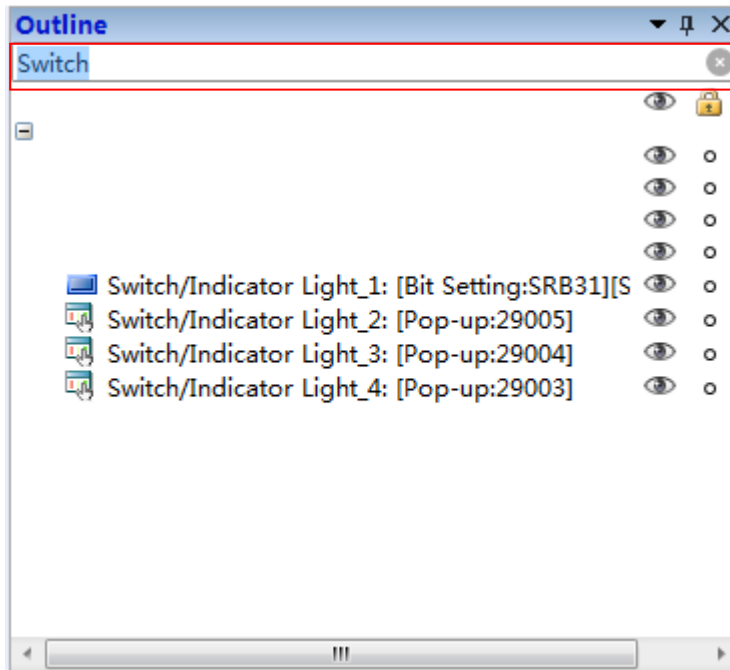 Outline
Switch
Switch/Indicator Light_1: [Bit Setting:SRB31][S
Switch/Indicator Light_2: [Pop-up:29005]
Switch/Indicator Light_3: [Pop-up:29004]
Switch/Indicator Light_4: [Pop-up:29003]